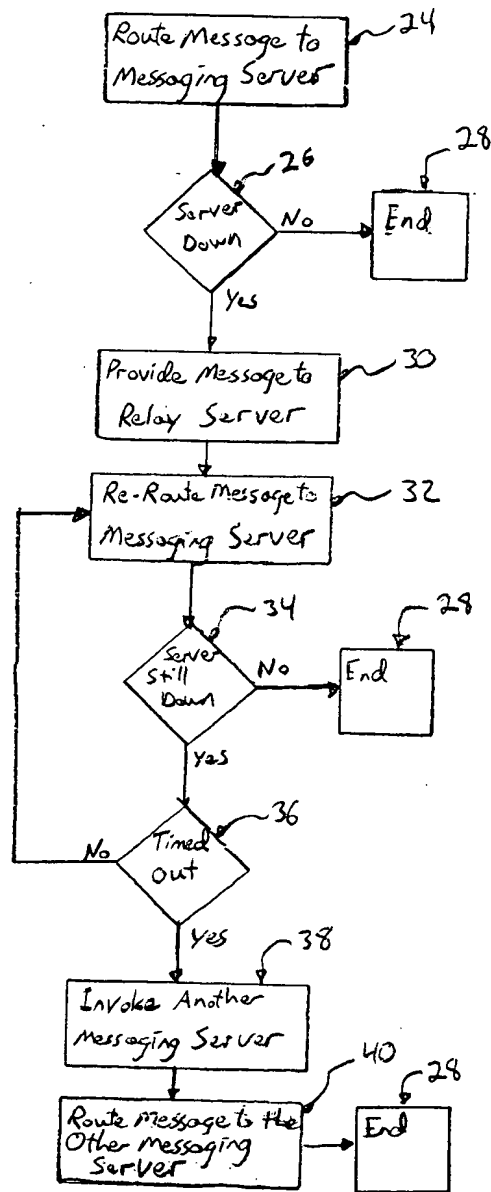 Route Message to
Messaging Server
24
26
Server
Down
No
28
End
Yes
Provide Message to
Relay Server
30
Re-Route Message to
Messaging Server
32
34
Server
Still
Down
No
28
End
Yes
36
Timed
Out
No
Yes
38
Invoke Another
Messaging Server
40
Route Message to the
Other Messaging
Server
28
End